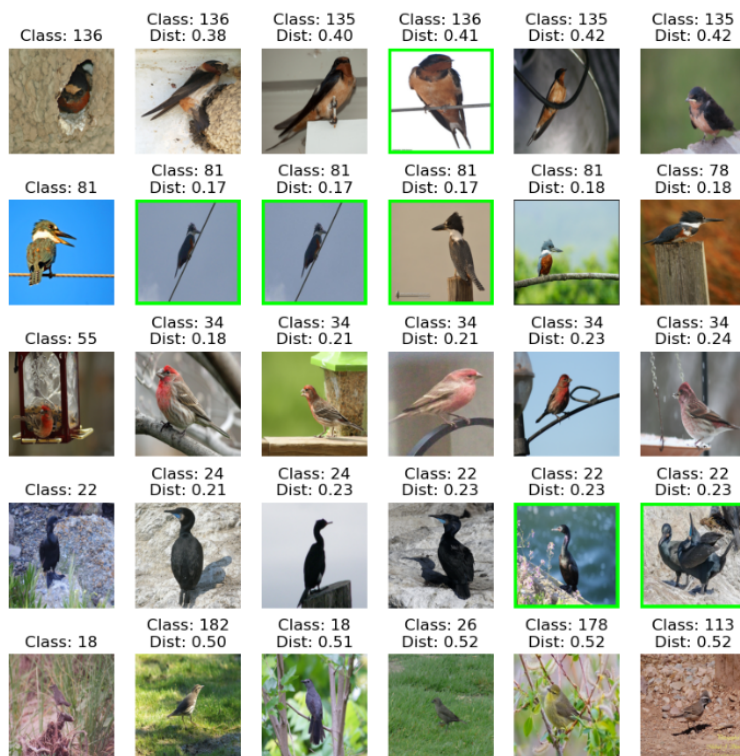 Class: 136
Class: 136
Dist: 0.38
Class: 135
Dist: 0.40
Class: 136
Dist: 0.41
Class: 135
Dist: 0.42
Class: 135
Dist: 0.42
Class: 81
Class: 81
Dist: 0.17
Class: 81
Dist: 0.17
Class: 81
Dist: 0.17
Class: 81
Dist: 0.18
Class: 78
Dist: 0.18
Class: 55
Class: 34
Dist: 0.18
Class: 34
Dist: 0.21
Class: 34
Dist: 0.21
Class: 34
Dist: 0.23
Class: 34
Dist: 0.24
Class: 22
Class: 24
Dist: 0.21
Class: 24
Dist: 0.23
Class: 22
Dist: 0.23
Class: 22
Dist: 0.23
Class: 22
Dist: 0.23
Class: 18
Class: 182
Dist: 0.50
Class: 18
Dist: 0.51
Class: 26
Dist: 0.52
Class: 178
Dist: 0.52
Class: 113
Dist: 0.52